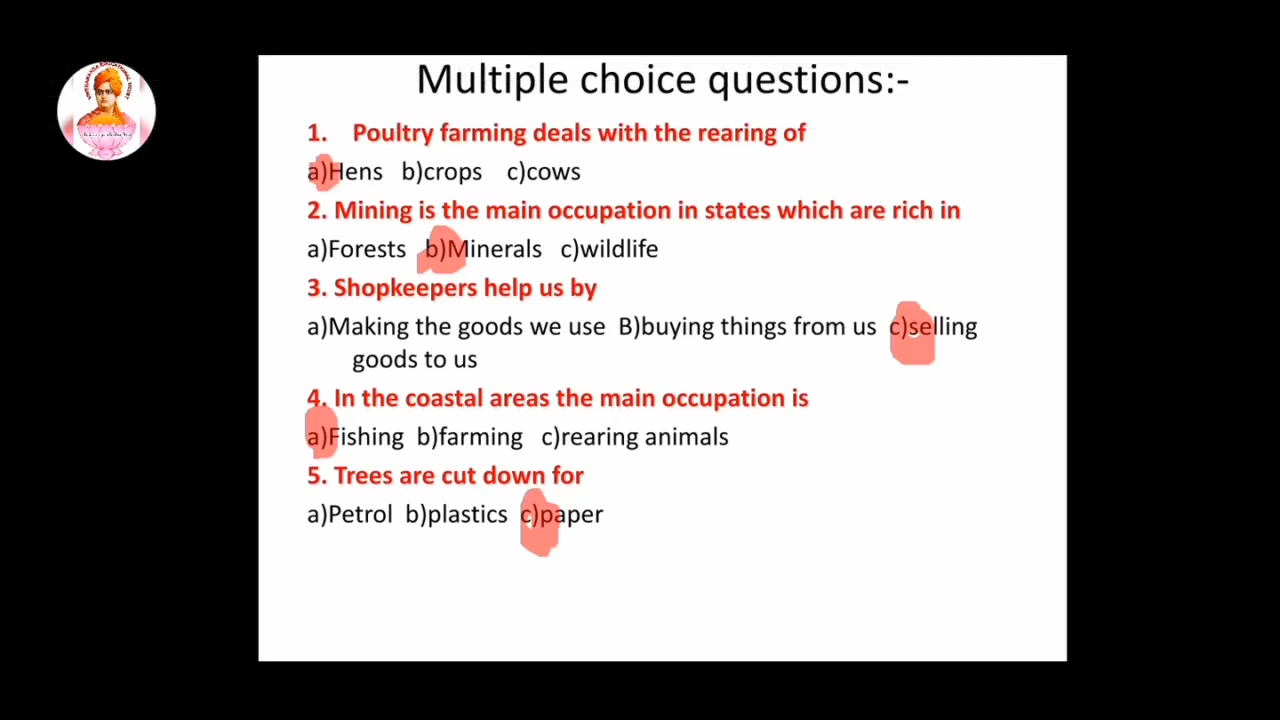 Multiple choice questions:-
1. Poultry farming deals with the rearing of
a)Hens b)crops c)cows
2. Mining is the main occupation in states which are rich in
a)Forests b)Minerals c)wildlife
3. Shopkeepers help us by
a)Making the goods we use B)buying things from us c)selling
goods to us
4. In the coastal areas the main occupation is
a)Fishing b)farming c)rearing animals
5. Trees are cut down for
a)Petrol b)plastics c)paper